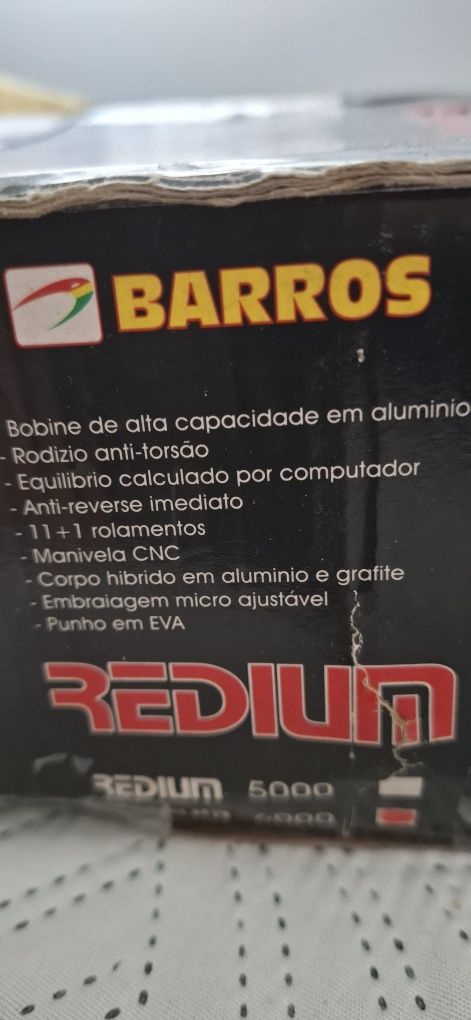 BARROS
Bobine de alta capacidade em aluminio
- Rodizio anti-torsão
- Equilibrio calculado por computador
- Anti-reverse imediato
- 11+1 rolamentos
- Manivela CNC
- Corpo hibrido em aluminio e grafite
- Embraiagem micro ajustável
- Punho em EVA
REDIUM
REDIUM 5000